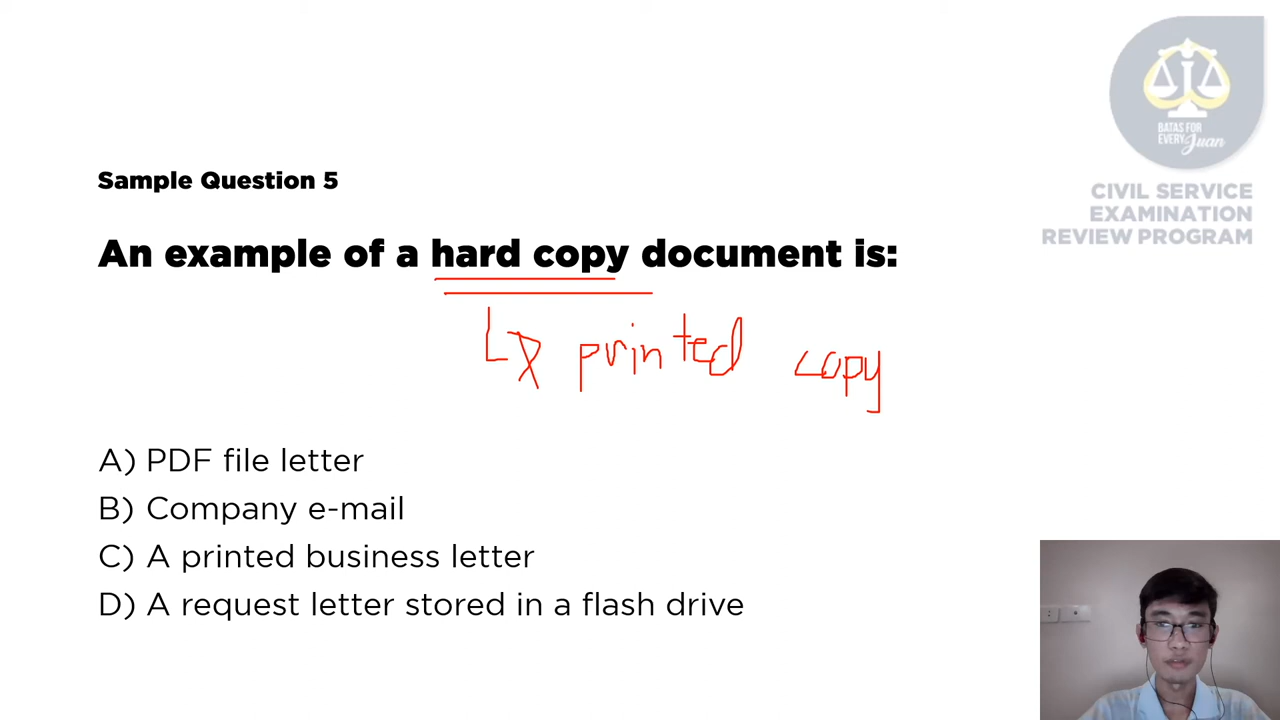 BATAS FOR
EVERY Juan
CIVIL SERVICE
EXAMINATION
REVIEW PROGRAM
Sample Question 5
An example of a hard copy document is:
printed copy
A) PDF file letter
B) Company e-mail
C) A printed business letter
D) A request letter stored in a flash drive